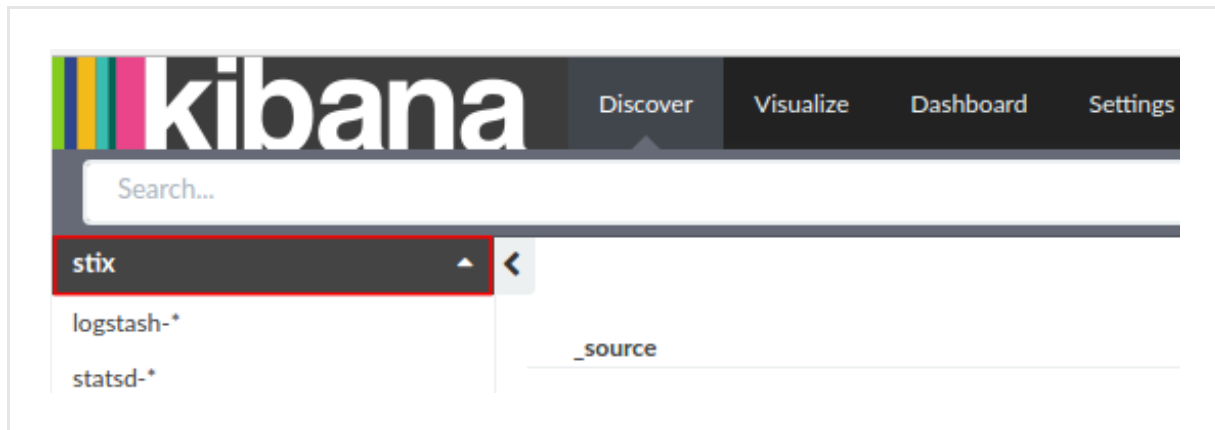 kibana Discover Visualize Dashboard Settings
Search...
stix
logstash-*
_source
statsd-*